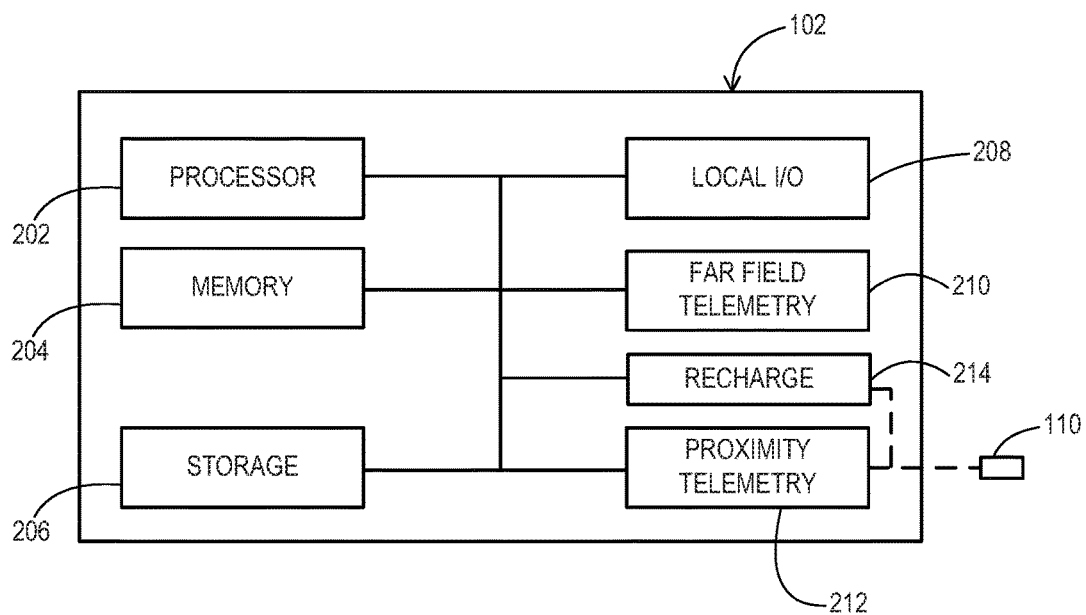 102
PROCESSOR
LOCAL I/O
208
202
MEMORY
FAR FIELD
TELEMETRY
210
204
RECHARGE
214
STORAGE
PROXIMITY
TELEMETRY
110
206
212